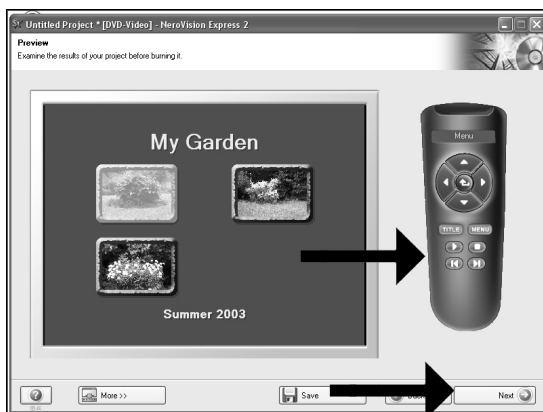 Untitled Project * [DVD-Video] - NeroVision Express 2
Preview
Examine the results of your project before burning it.
My Garden
Summer 2003
Menu
TITLE MENU
More >> Save Next